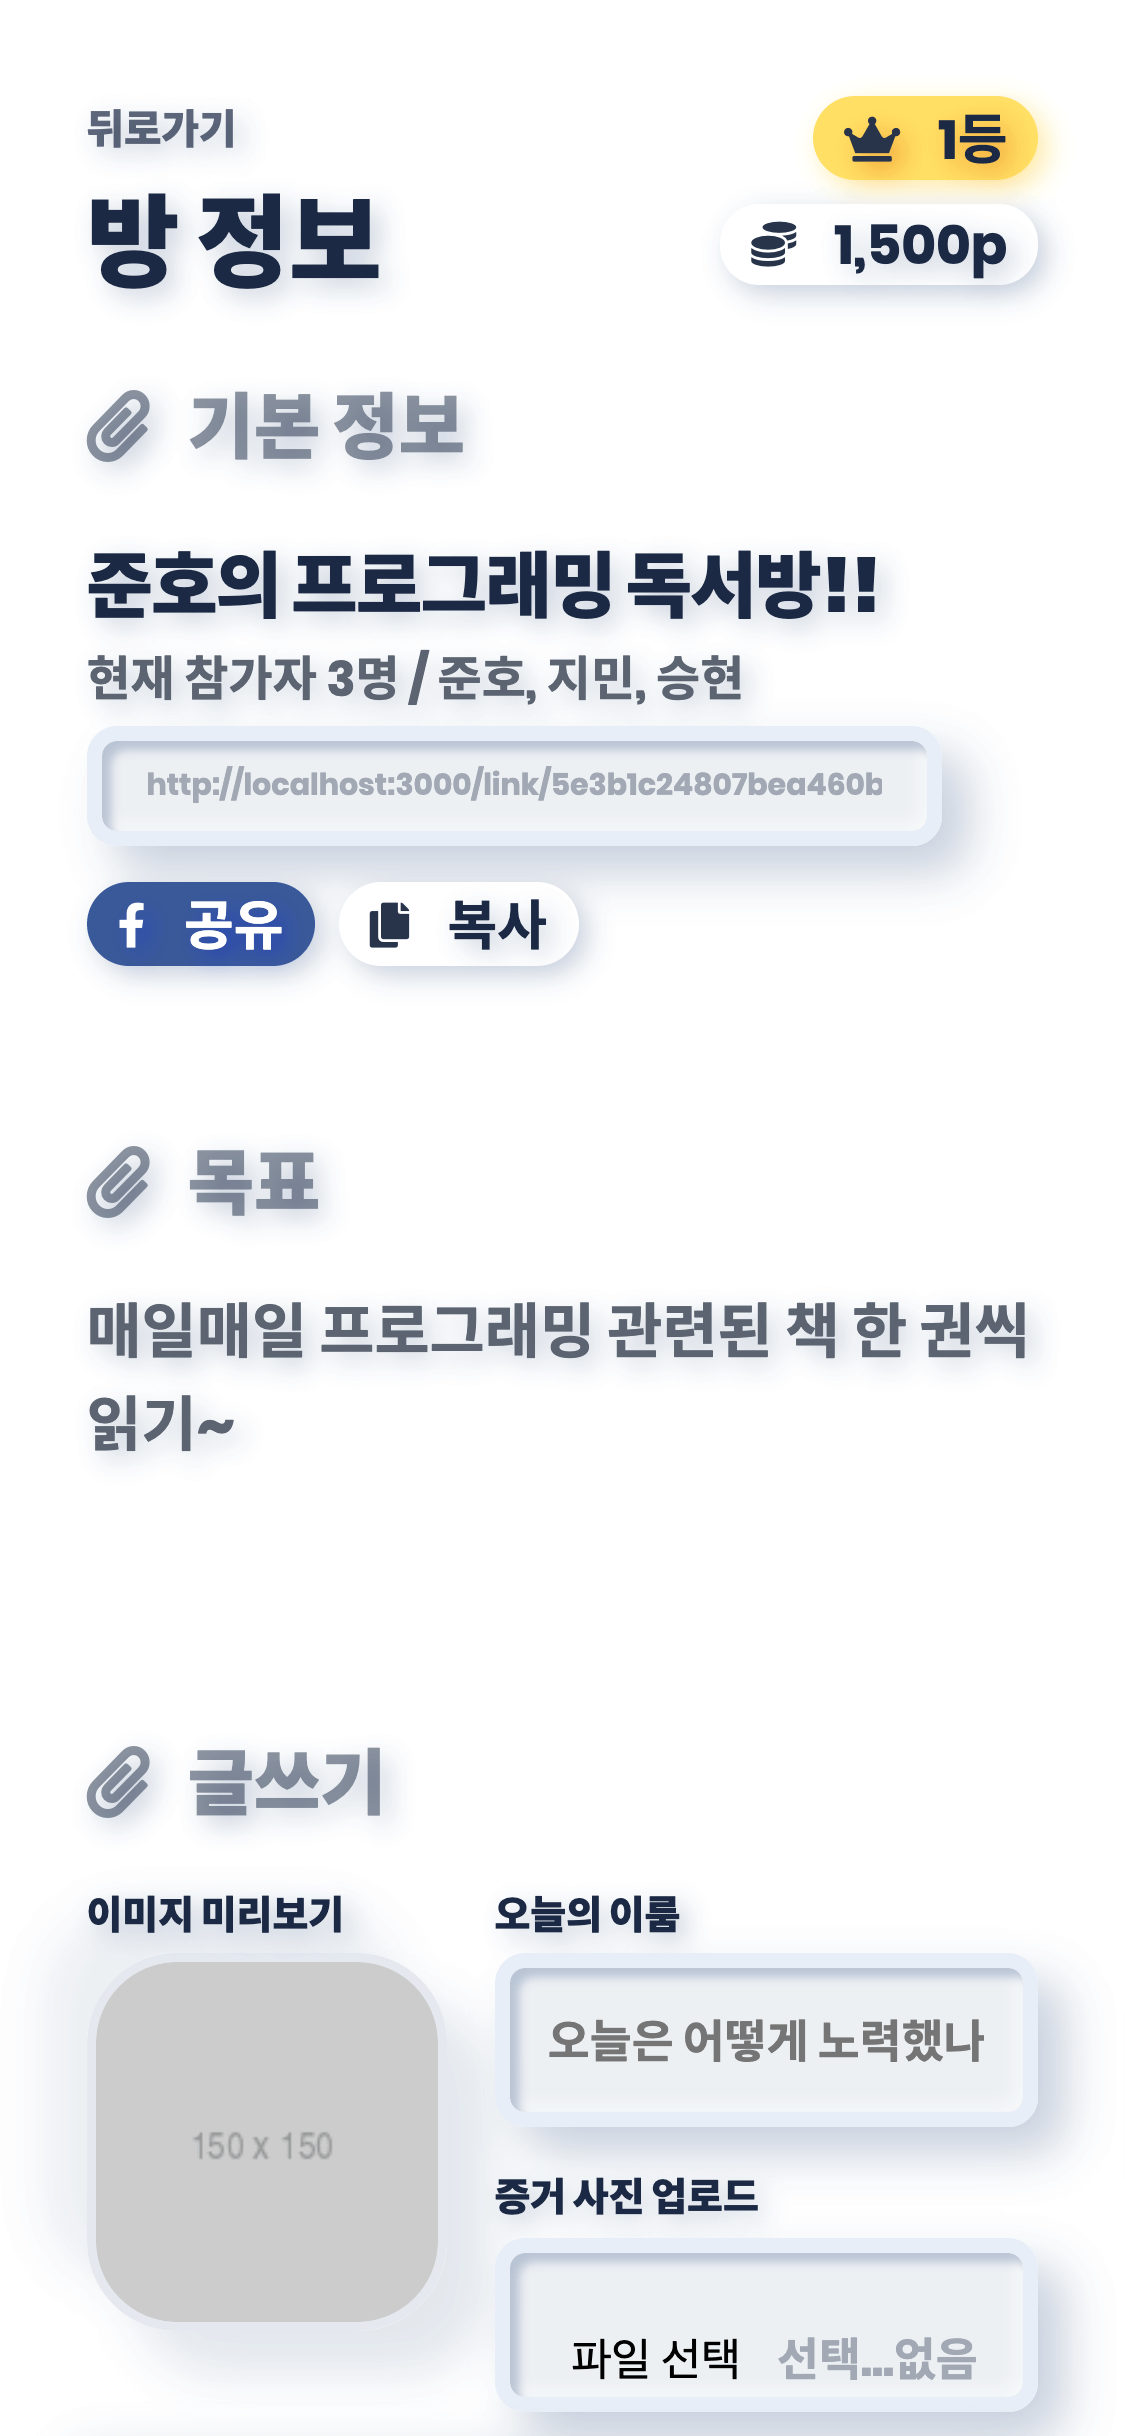 뒤로가기
방 정보
1등
1,500p
기본 정보
준호의 프로그래밍 독서방!!
현재 참가자 3명 / 준호, 지민, 승현
http://localhost:3000/link/5e3b1c24807bea460b
공유
복사
목표
매일매일 프로그래밍 관련된 책 한 권씩
읽기~
글쓰기
이미지 미리보기
150 x 150
오늘의 이룸
오늘은 어떻게 노력했나
증거 사진 업로드
파일 선택 선택...없음